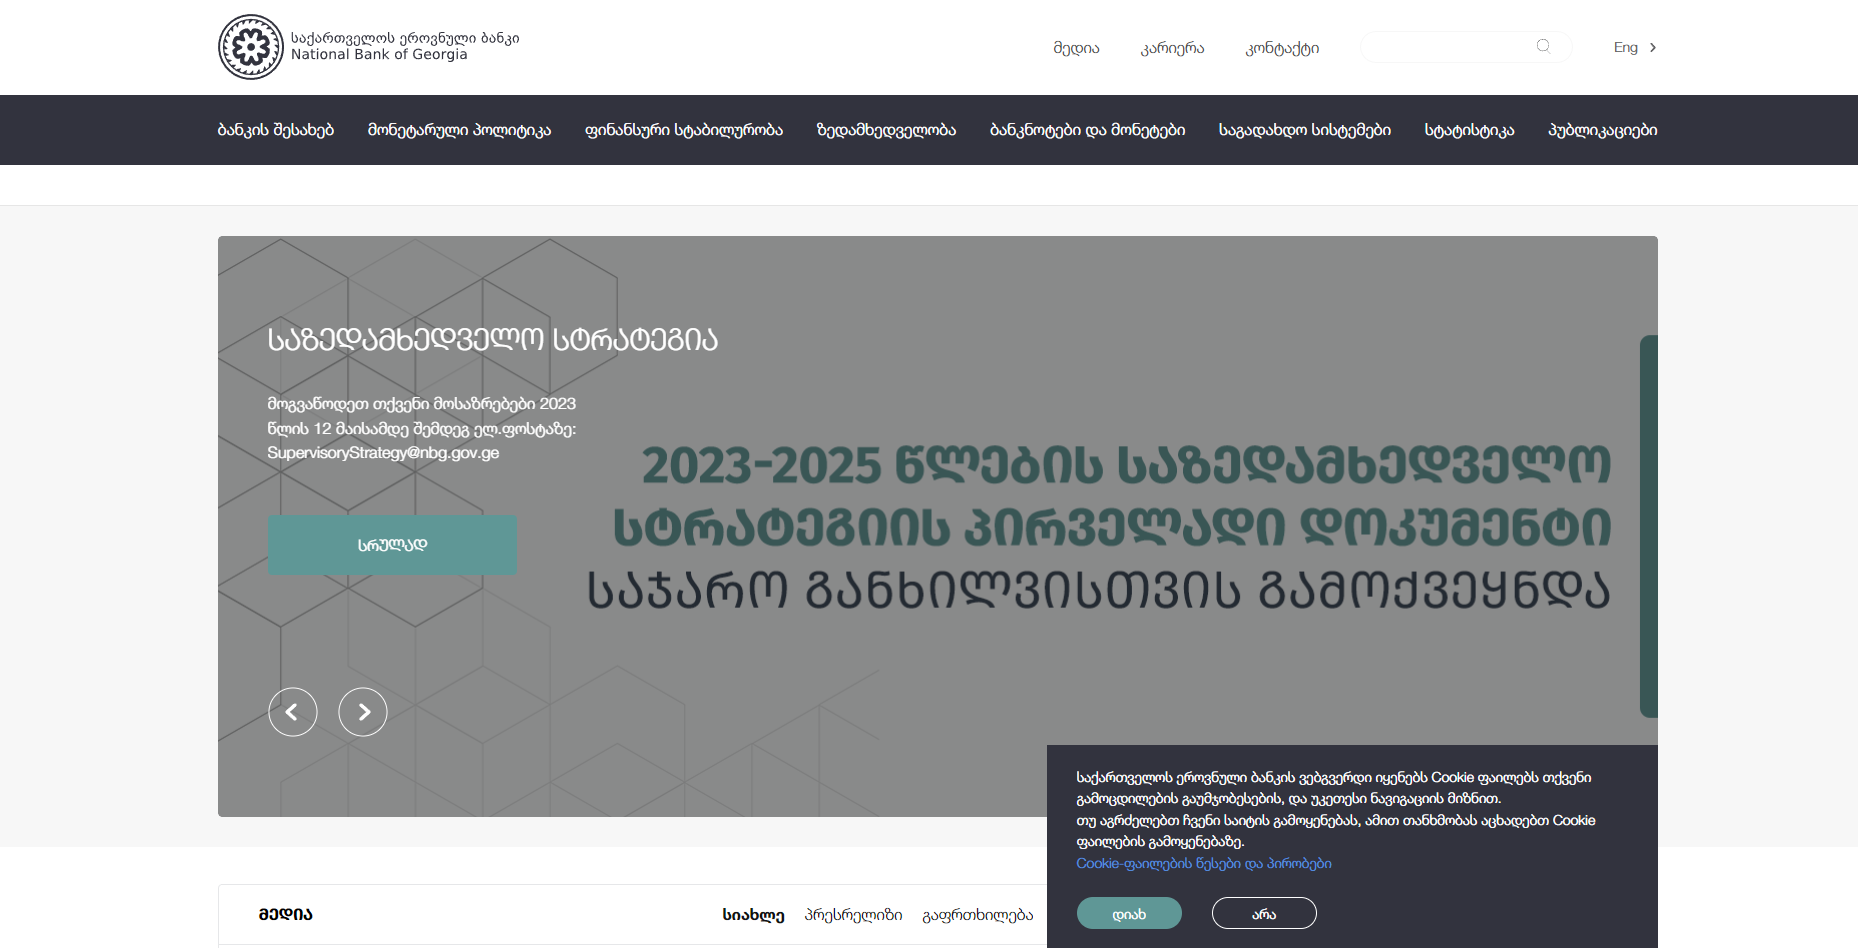 საქართველოს ეროვნული ბანკი
National Bank of Georgia
მედია კარიერა კონტაქტი Eng
ბანკის შესახებ მონეტარული პოლიტიკა ფინანსური სტაბილურობა ზედამხედველობა ბანკნოტები და მონეტები საგადახდო სისტემები სტატისტიკა პუბლიკაციები
საზედამხედველო სტრატეგია
მოგვაწოდეთ თქვენი მოსაზრებები 2023
წლის 12 მაისამდე შემდეგ ელ.ფოსტაზე:
SupervisoryStrategy@nbg.gov.ge
სრულად
2023-2025 წლების საზედამხედველო
სტრატეგიის პირველადი დოკუმენტი
საჯარო განხილვისთვის გამოქვეყნდა
საქართველოს ეროვნული ბანკის ვებგვერდი იყენებს Cookie ფაილებს თქვენი
გამოცდილების გაუმჯობესების, და უკეთესი ნავიგაციის მიზნით.
თუ აგრძელებთ ჩვენი საიტის გამოყენებას, ამით თანხმობას აცხადებთ Cookie
ფაილების გამოყენებაზე.
Cookie-ფაილების წესები და პირობები
დიახ არა
მედია სიახლე პრესრელიზი გაფრთხილება